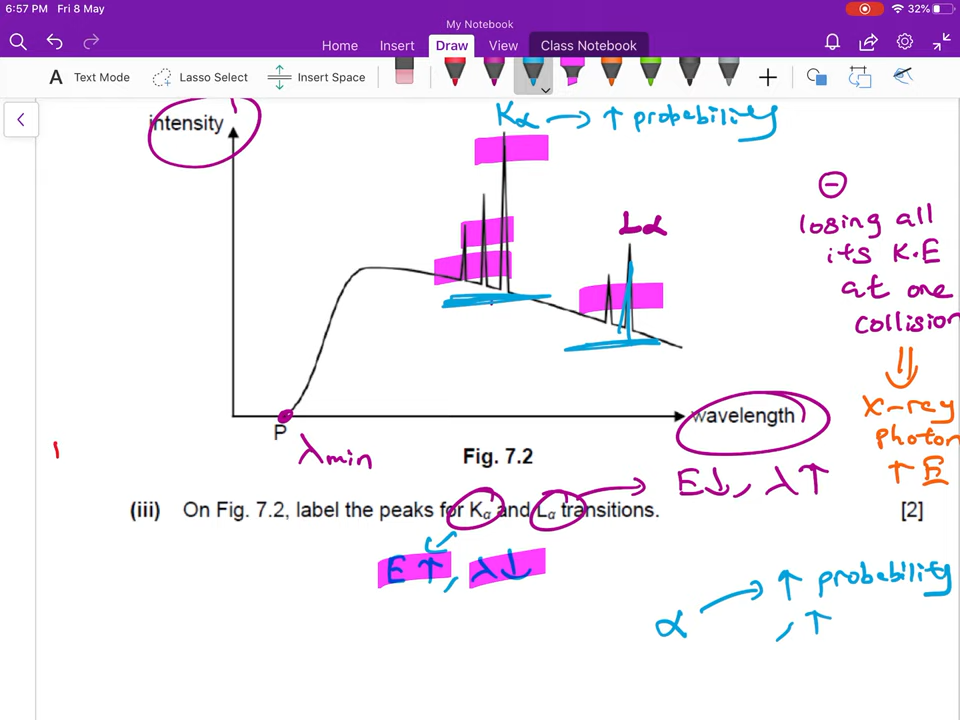 6:57 PM Fri 8 May
32%
My Notebook
Home Insert Draw View Class Notebook
A Text Mode Lasso Select Insert Space
Kα → ↑ probability
intensity
Lα
⊖
losing all
its K.E
at one
collision
⇓
X-ray
photon
↑ E
wavelength
P
λmin
Fig. 7.2
E↓, λ↑
(iii) On Fig. 7.2, label the peaks for Kα and Lα transitions. [2]
E ↑, λ↓
α → ↑ probability
, ↑